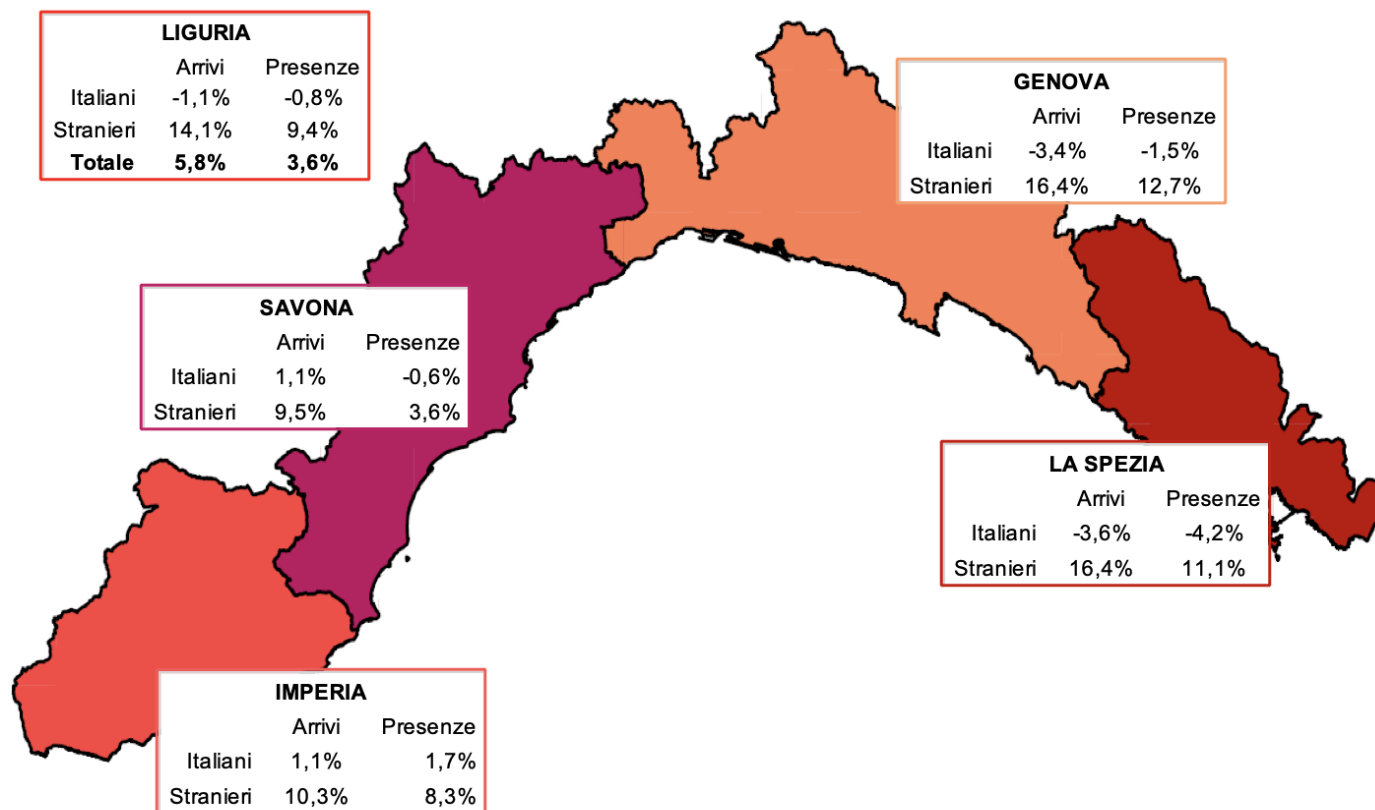 LIGURIA
Arrivi Presenze
Italiani -1,1% -0,8%
Stranieri 14,1% 9,4%
Totale 5,8% 3,6%
GENOVA
Arrivi Presenze
Italiani -3,4% -1,5%
Stranieri 16,4% 12,7%
SAVONA
Arrivi Presenze
Italiani 1,1% -0,6%
Stranieri 9,5% 3,6%
LA SPEZIA
Arrivi Presenze
Italiani -3,6% -4,2%
Stranieri 16,4% 11,1%
IMPERIA
Arrivi Presenze
Italiani 1,1% 1,7%
Stranieri 10,3% 8,3%